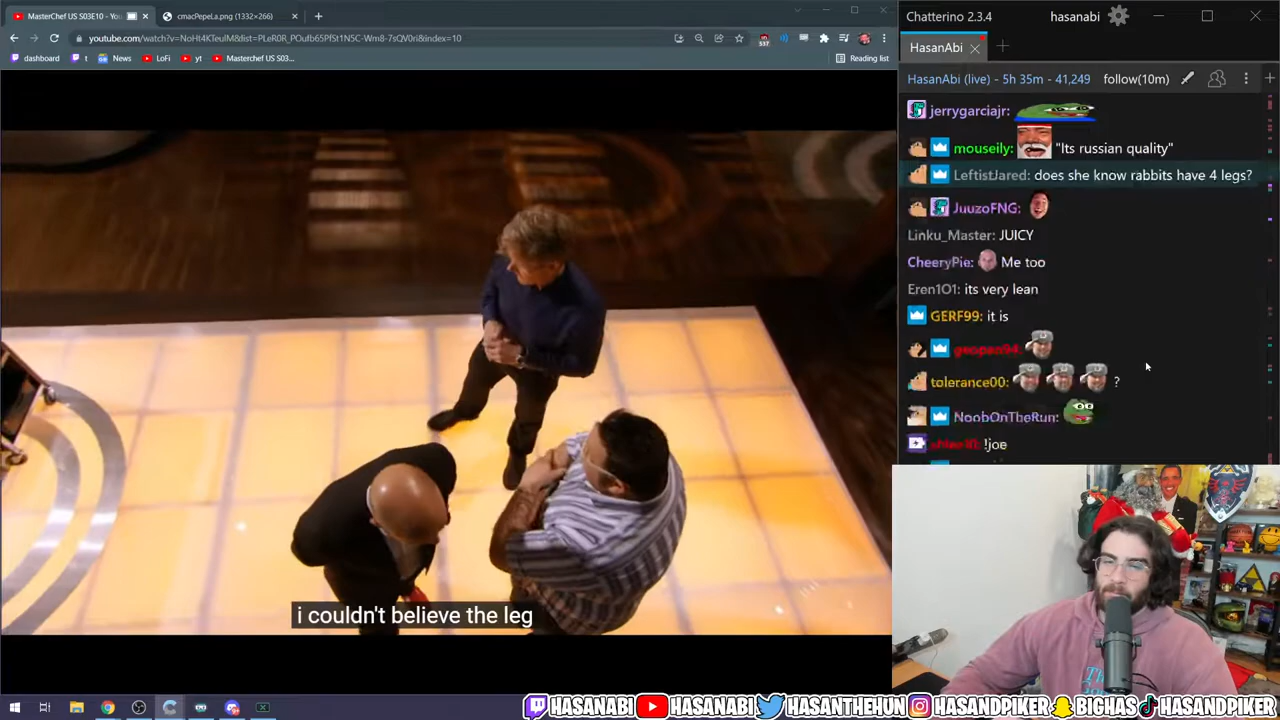 MasterChef US S03E10 - You
cmacPepeLa.png (1332×266)
youtube.com/watch?v=NoHt4KTeuIM&list=PLeR0R_POufb65PfSt1N5C-Wm8-7sQV0ri&index=10
dashboard
t
News
LoFi
yt
Masterchef US S03...
Reading list
i couldn't believe the leg
Chatterino 2.3.4
hasanabi
HasanAbi
HasanAbi (live) - 5h 35m - 41,249
follow(10m)
jerrygarciajr:
mouseily: "Its russian quality"
LeftistJared: does she know rabbits have 4 legs?
JuuzoFNG:
Linku_Master: JUICY
CheeryPie: Me too
Eren1O1: its very lean
GERF99: it is
tolerance00: ?
NoobOnTheRun:
!joe
HASANABI
HASANABI
HASANTHEHUN
HASANDPIKER
BIGHAS
HASANDPIKER